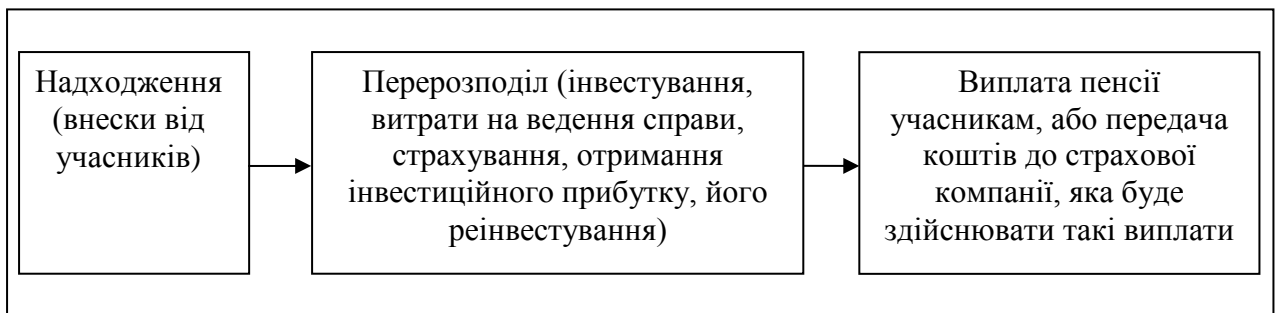 Надходження
(внески від
учасників)
Перерозподіл (інвестування,
витрати на ведення справи,
страхування, отримання
інвестиційного прибутку, його
реінвестування)
Виплата пенсії
учасникам, або передача
коштів до страхової
компанії, яка буде
здійснювати такі виплати